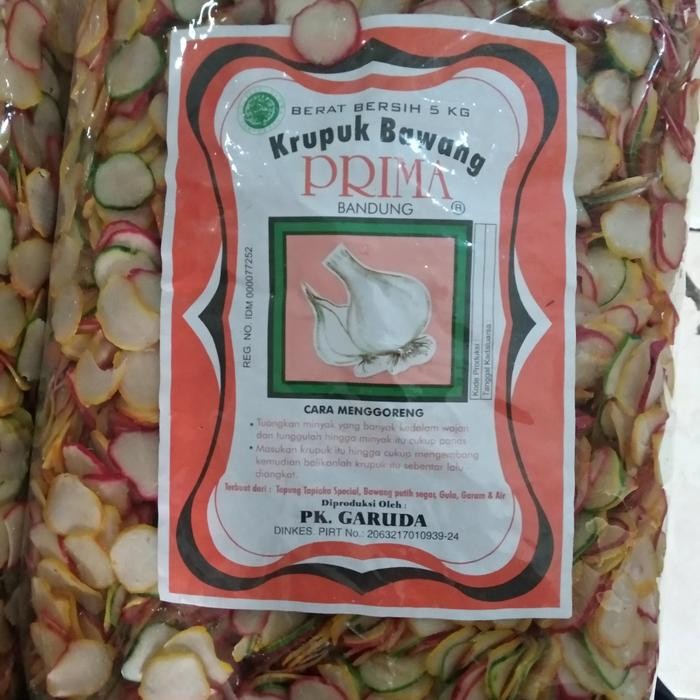 BERAT BERSIH 5 KG
Krupuk Bawang
PRIMA
BANDUNG ®
REG. NO. IDM 000077252
Kode Produksi :
Tanggal Kadaluarsa
CARA MENGGORENG
• Tuangkan minyak yang banyak kedalam wajan
dan tunggulah hingga minyak itu cukup panas
• Masukan krupuk itu hingga cukup mengembang
kemudian balikanlah krupuk itu sebentar lalu
diangkat.
Terbuat dari : Tepung Tapioka Special, Bawang putih segar, Gula, Garam & Air
Diproduksi Oleh :
PK. GARUDA
DINKES. PIRT No.: 2063217010939-24